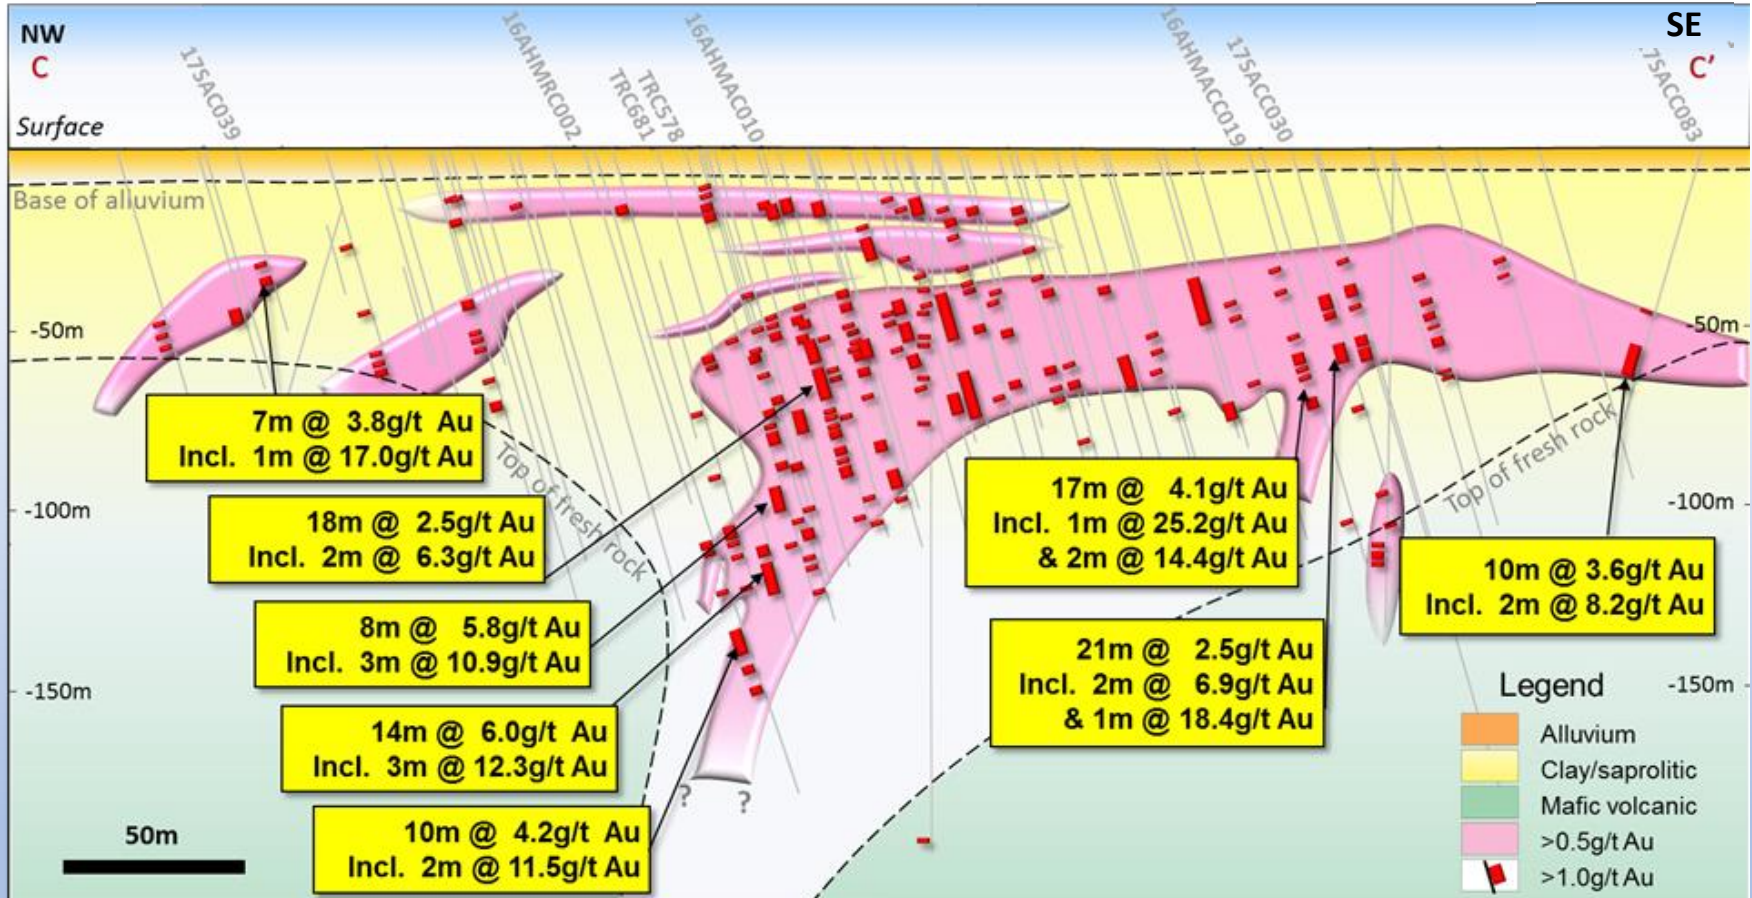 NW
SE
C
C’
17SAC039
16AHMRC002
TRC681
TRC578
16AHMAC010
16AHMACC019
17SACC030
7SACC083
Surface
Base of alluvium
-50m
-50m
7m @ 3.8g/t Au
Incl. 1m @ 17.0g/t Au
Top of fresh rock
Top of fresh rock
-100m
-100m
18m @ 2.5g/t Au
Incl. 2m @ 6.3g/t Au
17m @ 4.1g/t Au
Incl. 1m @ 25.2g/t Au
& 2m @ 14.4g/t Au
10m @ 3.6g/t Au
Incl. 2m @ 8.2g/t Au
8m @ 5.8g/t Au
Incl. 3m @ 10.9g/t Au
21m @ 2.5g/t Au
Incl. 2m @ 6.9g/t Au
& 1m @ 18.4g/t Au
-150m
-150m
14m @ 6.0g/t Au
Incl. 3m @ 12.3g/t Au
? ?
10m @ 4.2g/t Au
Incl. 2m @ 11.5g/t Au
50m
Legend
Alluvium
Clay/saprolitic
Mafic volcanic
>0.5g/t Au
>1.0g/t Au